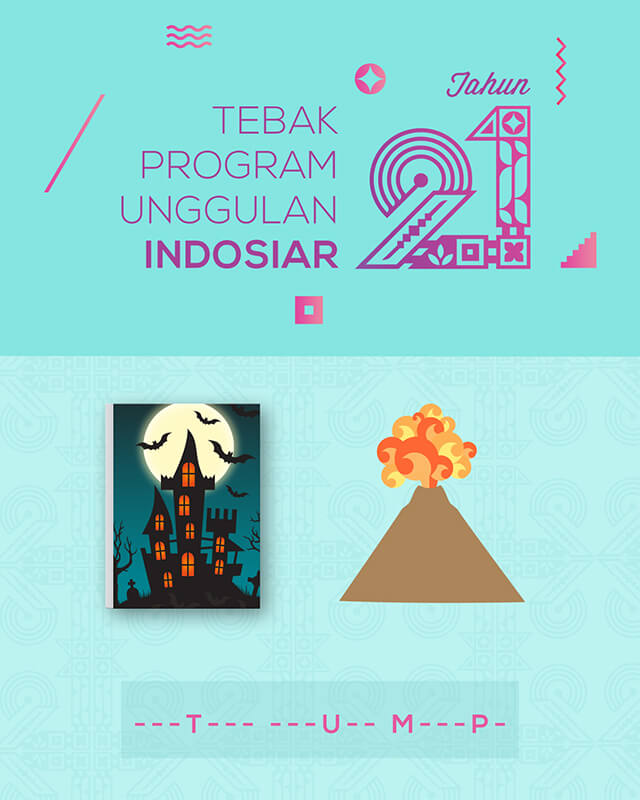 Tahun
TEBAK
PROGRAM
UNGGULAN
INDOSIAR
21
---T--- ---U-- M---P-